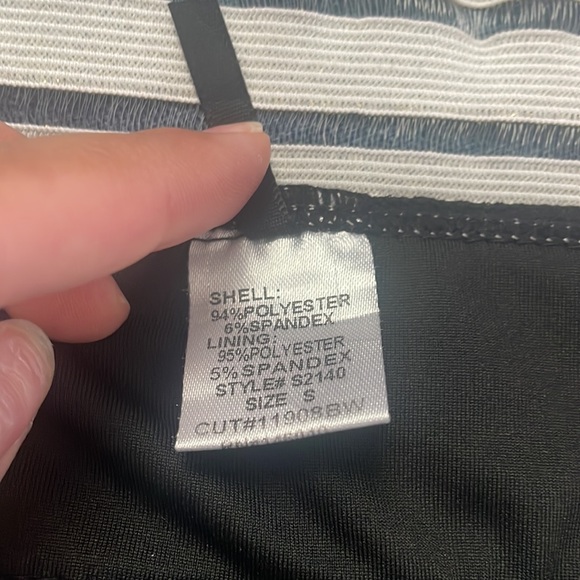 SHELL:
94%POLYESTER
6%SPANDEX
LINING:
95%POLYESTER
5%SPANDEX
STYLE# S2140
SIZE S
CUT#11908BW